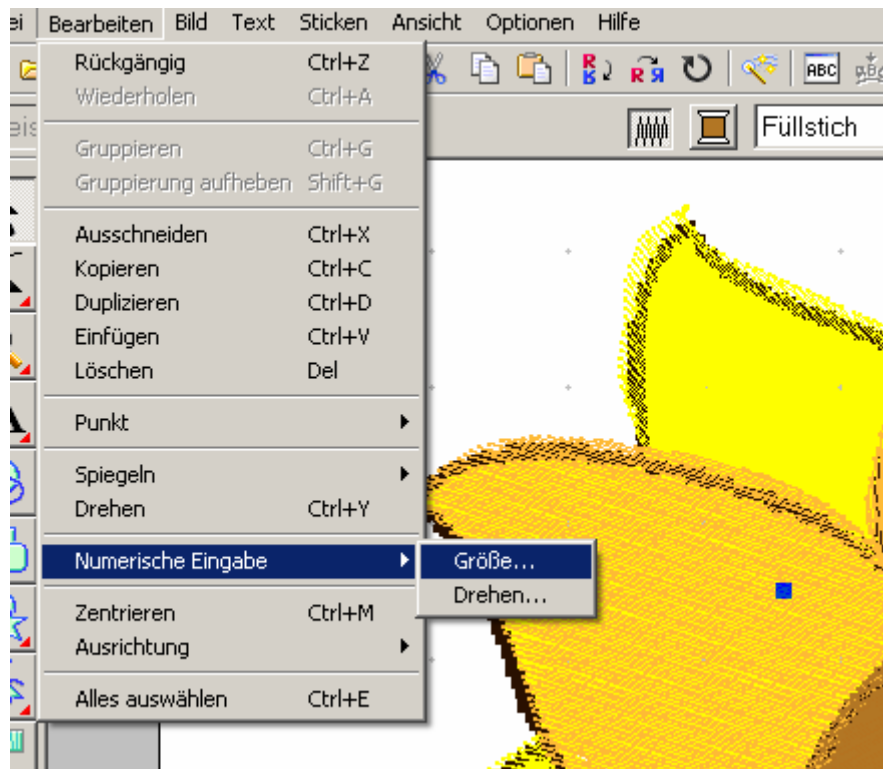 ei Bearbeiten Bild Text Sticken Ansicht Optionen Hilfe
Rückgängig Ctrl+Z
ABC
Wiederholen Ctrl+A
Füllstich
Gruppieren Ctrl+G
Gruppierung aufheben Shift+G
Ausschneiden Ctrl+X
Kopieren Ctrl+C
Duplizieren Ctrl+D
Einfügen Ctrl+V
Löschen Del
Punkt
Spiegeln
Drehen Ctrl+Y
Numerische Eingabe Größe...
Drehen...
Zentrieren Ctrl+M
Ausrichtung
Alles auswählen Ctrl+E